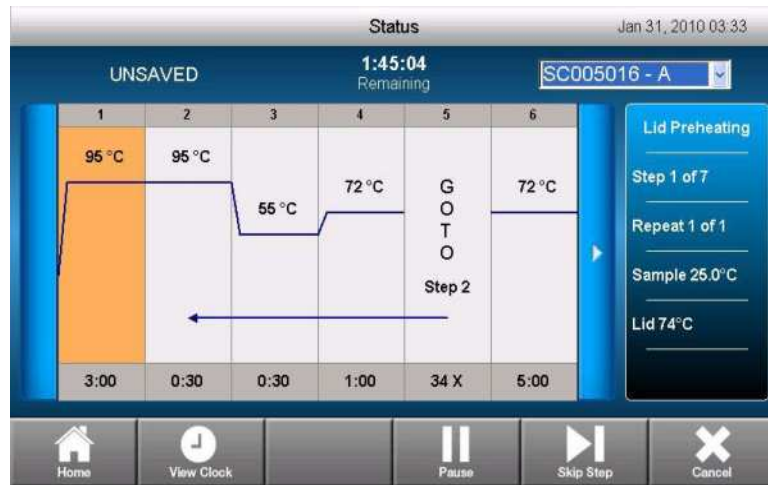 Status
Jan 31, 2010 03:33
UNSAVED
1:45:04
Remaining
SC005016 - A
1 2 3 4 5 6
95 °C 95 °C 55 °C 72 °C G O T O Step 2 72 °C
3:00 0:30 0:30 1:00 34 X 5:00
Lid Preheating
Step 1 of 7
Repeat 1 of 1
Sample 25.0°C
Lid 74°C
Home View Clock Pause Skip Step Cancel